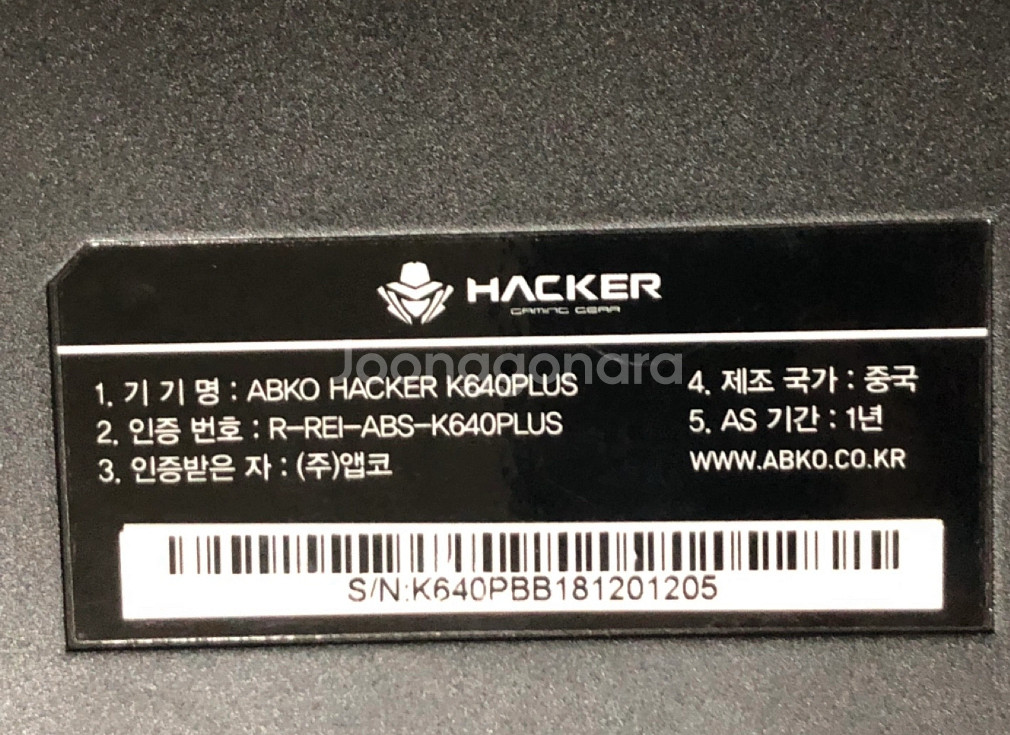 HACKER
GAMING GEAR
Joonggonara
1. 기 기 명 : ABKO HACKER K640PLUS
2. 인증 번호 : R-REI-ABS-K640PLUS
3. 인증받은 자 : (주)앱코
4. 제조 국가 : 중국
5. AS 기간 : 1년
WWW.ABKO.CO.KR
S/N:K640PBB181201205